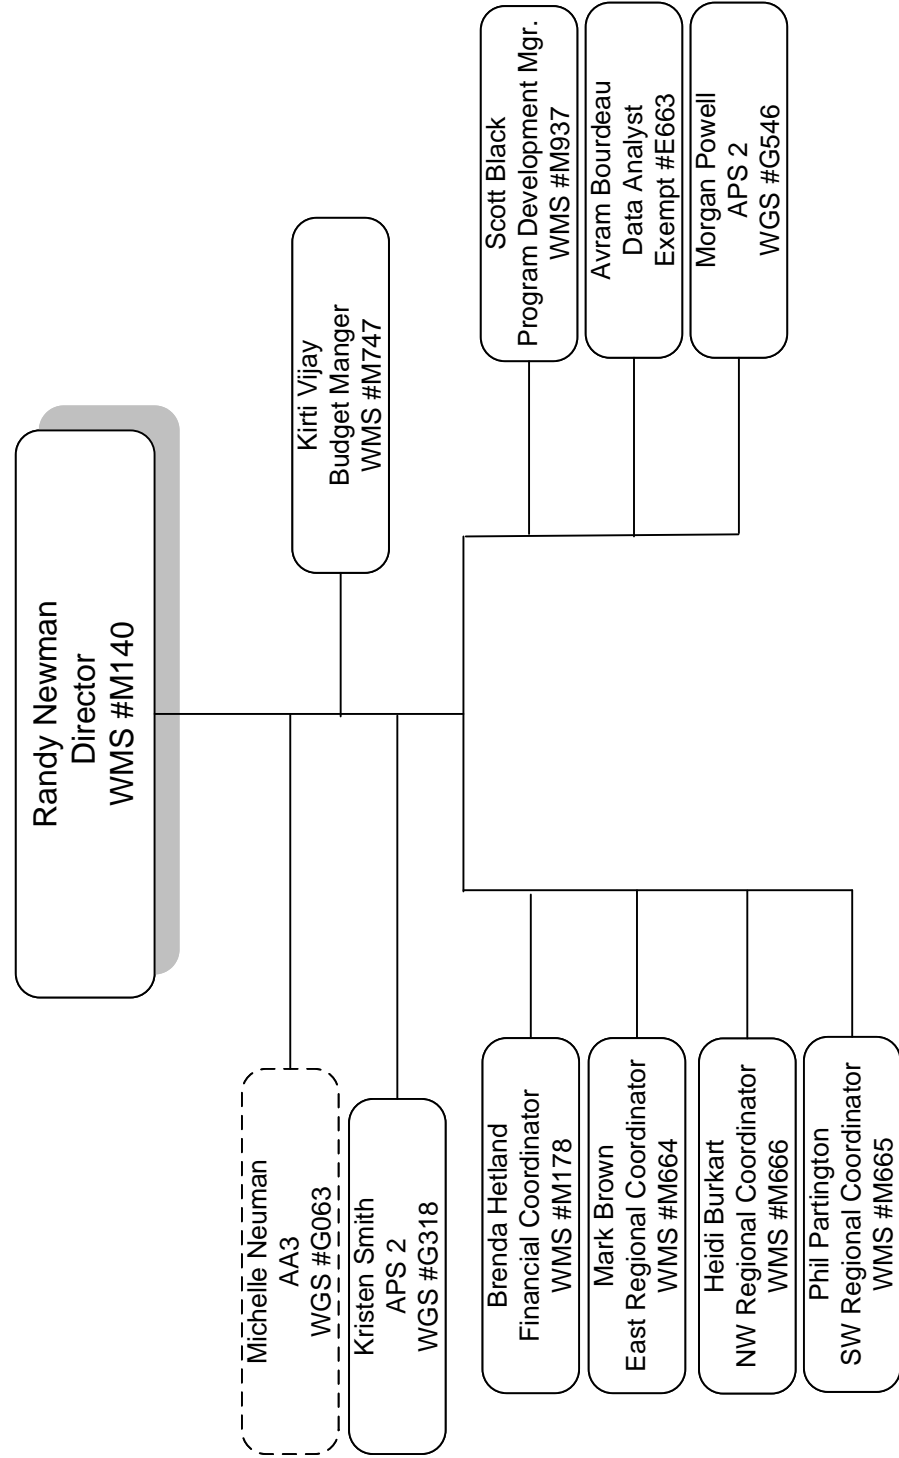 Randy Newman
Director
WMS #M140
Michelle Neuman
AA3
WGS #G063
Kirti Vijay
Budget Manger
WMS #M747
Kristen Smith
APS 2
WGS #G318
Brenda Hetland
Financial Coordinator
WMS #M178
Mark Brown
East Regional Coordinator
WMS #M664
Heidi Burkart
NW Regional Coordinator
WMS #M666
Phil Partington
SW Regional Coordinator
WMS #M665
Scott Black
Program Development Mgr.
WMS #M937
Avram Bourdeau
Data Analyst
Exempt #E663
Morgan Powell
APS 2
WGS #G546